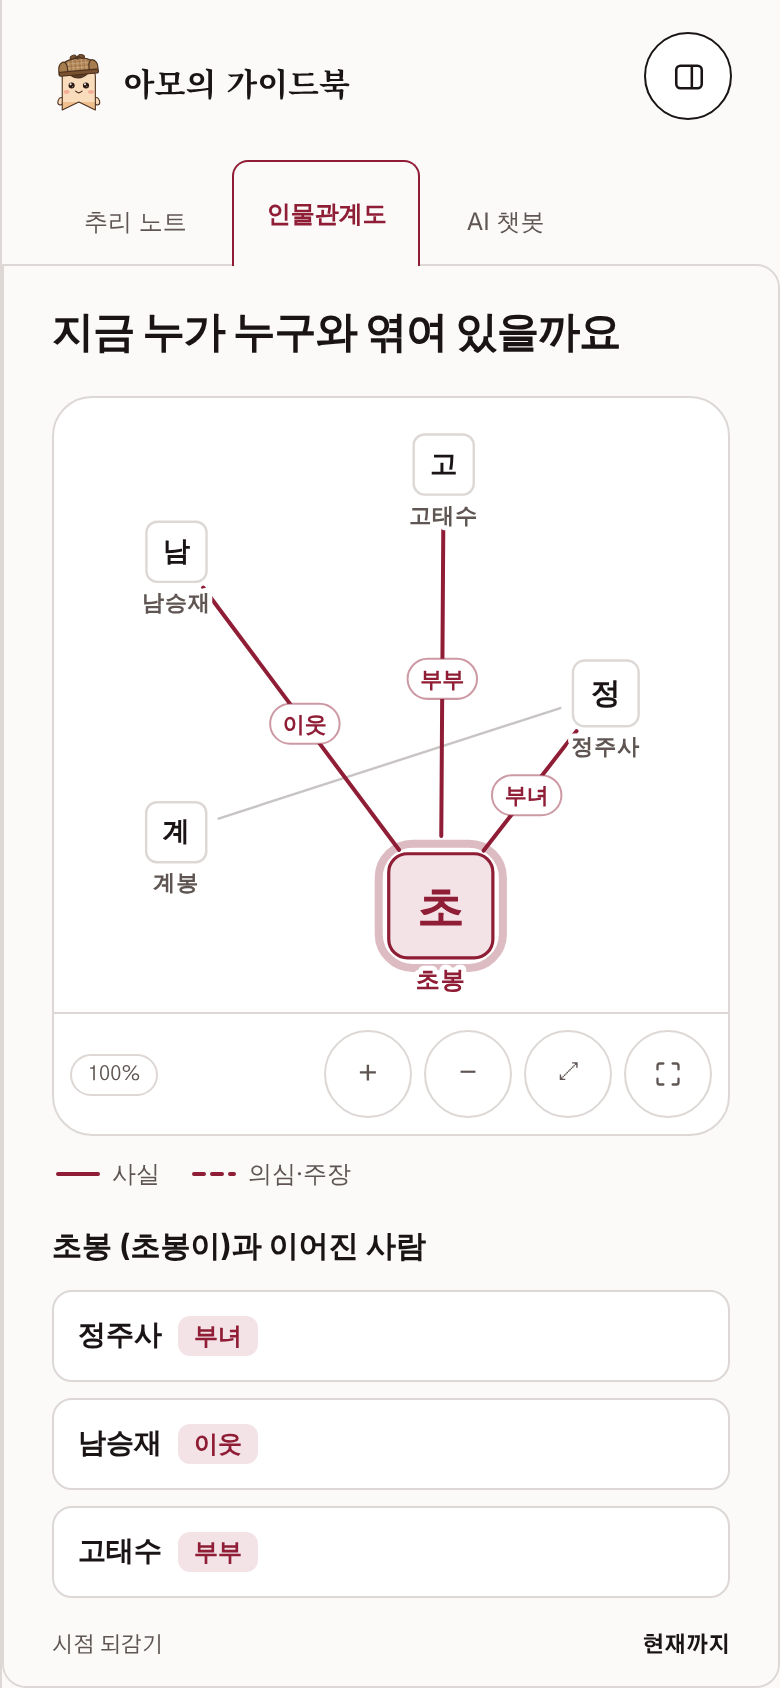 아모의 가이드북
추리 노트
인물관계도
AI 챗봇
지금 누가 누구와 엮여 있을까요
고
고태수
남
남승재
부부
정
정주사
이웃
부녀
계
계봉
초
초봉
100%
+
−
사실
의심·주장
초봉 (초봉이)과 이어진 사람
정주사 부녀
남승재 이웃
고태수 부부
시점 되감기
현재까지